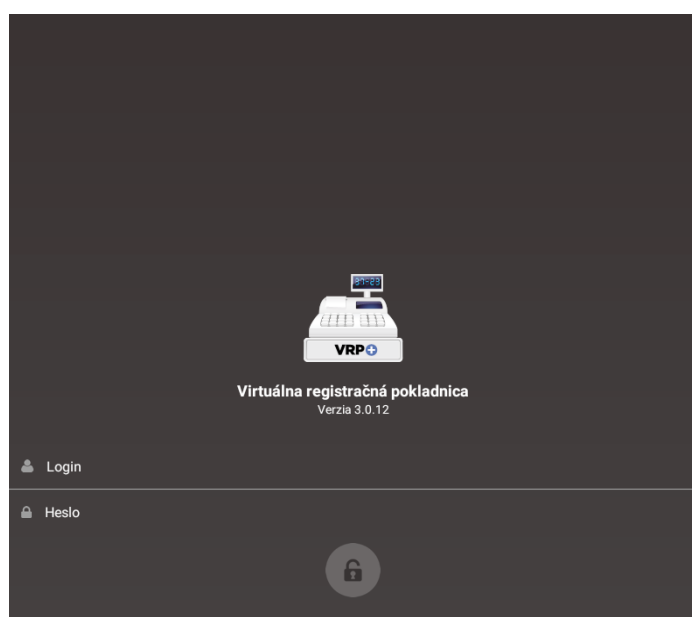 VRP
Virtuálna registračná pokladnica
Verzia 3.0.12
Login
Heslo